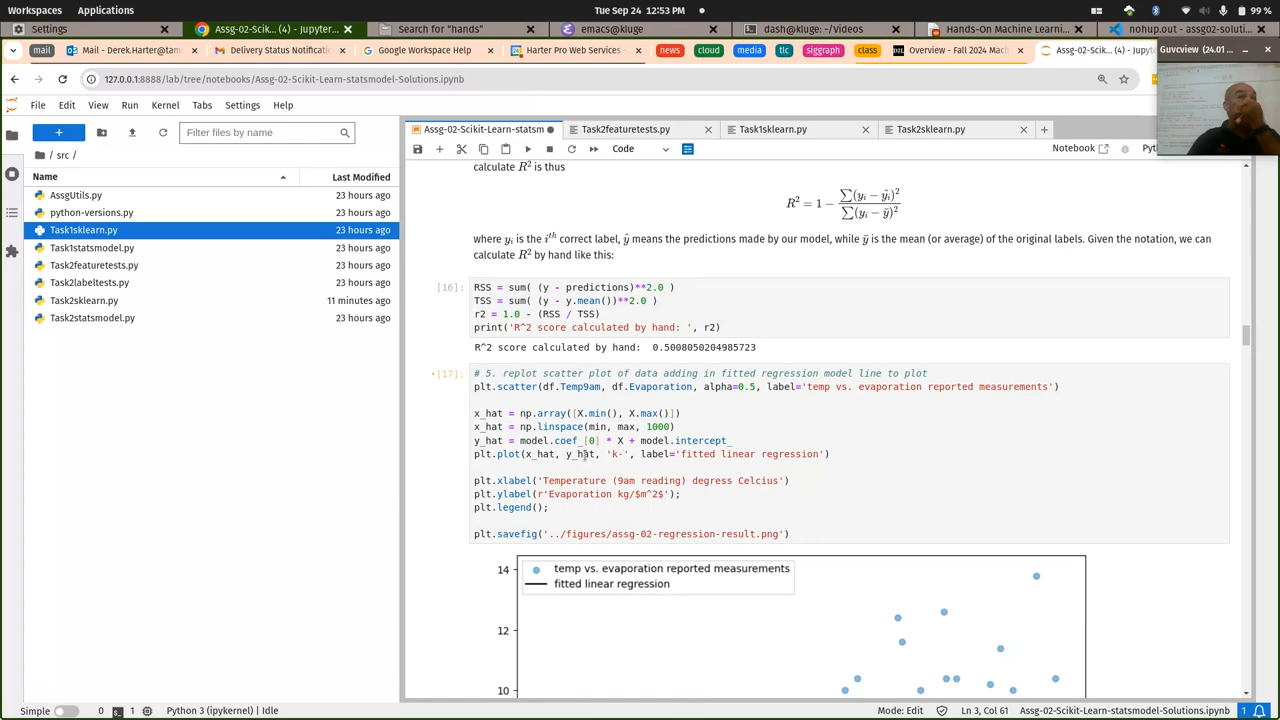 Workspaces
Applications
Sep 24 12:53 PM
99 %
Settings
Assg-02-Scikit-Lear... (4) - Jupyter
Search for "hands"
emacs@kluge
dash@kluge:~/Videos
Hands-On Machine Learning
nohup.out - assg02-solution
mail
Mail - Derek.Harter@tam
Delivery Status Notificati
Google Workspace Help
Harter Pro Web Services -
news
cloud
media
tlc
siggraph
class
Overview - Fall 2024 Mac
Assg-02-Sci... (4) - Jupyt
Guvcview (24.01
127.0.0.1:8888/lab/tree/notebooks/Assg-02-Scikit-Learn-statsmodel-Solutions.ipynb
File Edit View Run Kernel Tabs Settings Help
Filter files by name
/ src /
Name
Last Modified
AssgUtils.py 23 hours ago
python-versions.py 23 hours ago
Task1sklearn.py 23 hours ago
Task1statsmodel.py 23 hours ago
Task2featuretests.py 23 hours ago
Task2labeltests.py 23 hours ago
Task2sklearn.py 11 minutes ago
Task2statsmodel.py 23 hours ago
Assg-02-Scikit-Learn-statsm
Task2featuretests.py
Task1sklearn.py
Task2sklearn.py
Code
Notebook
calculate R² is thus
R² = 1 − ∑(yᵢ − ŷᵢ)² / ∑(yᵢ − ȳ)²
where yᵢ is the iᵗʰ correct label, ŷ means the predictions made by our model, while ȳ is the mean (or average) of the original labels. Given the notation, we can
calculate R² by hand like this:
[16]: RSS = sum( (y - predictions)**2.0 )
TSS = sum( (y - y.mean())**2.0 )
r2 = 1.0 - (RSS / TSS)
print('R^2 score calculated by hand: ', r2)
R^2 score calculated by hand:  0.5008050204985723
[17]: # 5. replot scatter plot of data adding in fitted regression model line to plot
plt.scatter(df.Temp9am, df.Evaporation, alpha=0.5, label='temp vs. evaporation reported measurements')
x_hat = np.array([X.min(), X.max()])
x_hat = np.linspace(min, max, 1000)
y_hat = model.coef_[0] * X + model.intercept_
plt.plot(x_hat, y_hat, 'k-', label='fitted linear regression')
plt.xlabel('Temperature (9am reading) degress Celcius')
plt.ylabel(r'Evaporation kg/$m^2$');
plt.legend();
plt.savefig('../figures/assg-02-regression-result.png')
temp vs. evaporation reported measurements
fitted linear regression
14
12
10
Simple
0
1
Python 3 (ipykernel) | Idle
Mode: Edit
Ln 3, Col 61
Assg-02-Scikit-Learn-statsmodel-Solutions.ipynb
1